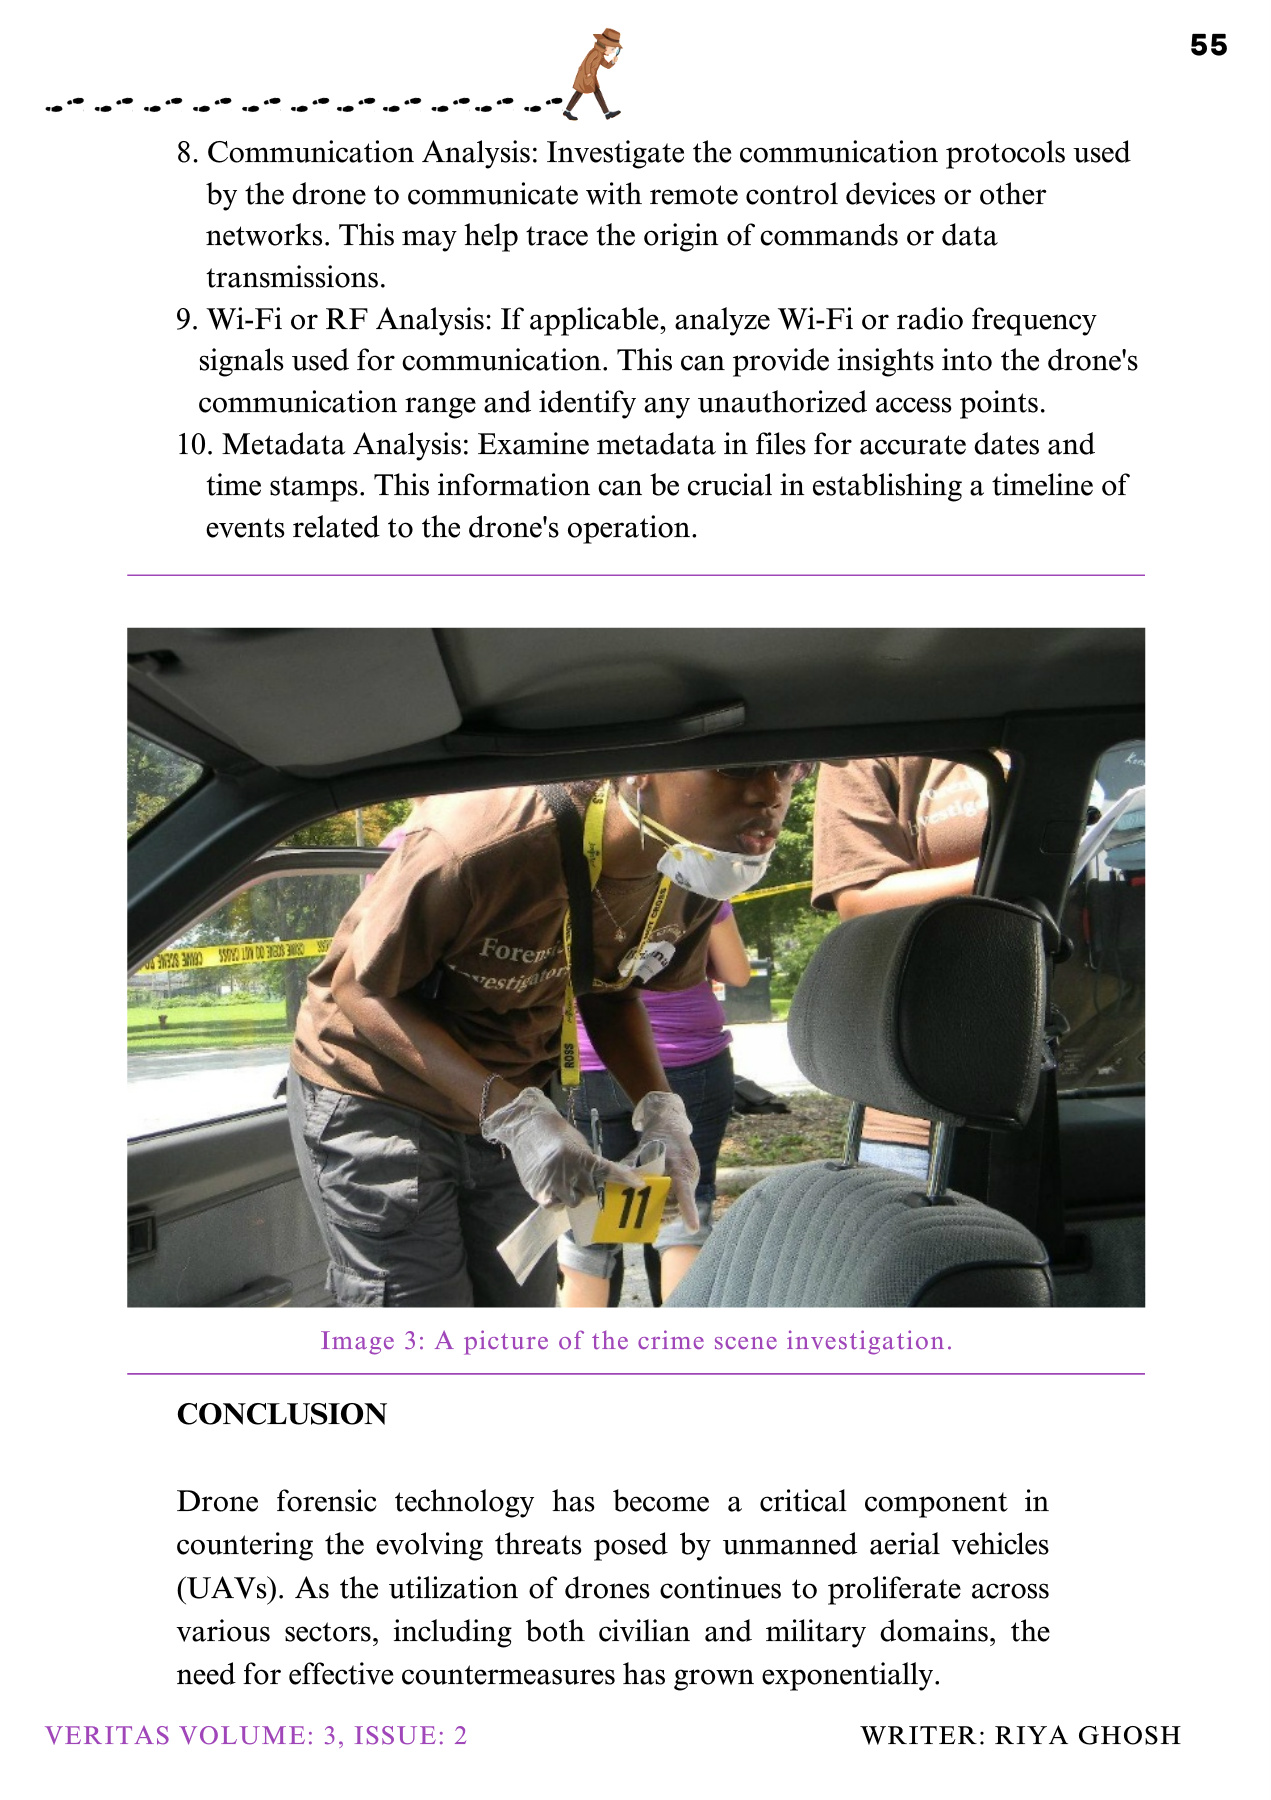 55
8. Communication Analysis: Investigate the communication protocols used
by the drone to communicate with remote control devices or other
networks. This may help trace the origin of commands or data
transmissions.
9. Wi-Fi or RF Analysis: If applicable, analyze Wi-Fi or radio frequency
signals used for communication. This can provide insights into the drone's
communication range and identify any unauthorized access points.
10. Metadata Analysis: Examine metadata in files for accurate dates and
time stamps. This information can be crucial in establishing a timeline of
events related to the drone's operation.
CRIME SCENE DO NOT CROSS
CRIME SCENE
ROSS
11
Image 3: A picture of the crime scene investigation.
CONCLUSION
Drone forensic technology has become a critical component in
countering the evolving threats posed by unmanned aerial vehicles
(UAVs). As the utilization of drones continues to proliferate across
various sectors, including both civilian and military domains, the
need for effective countermeasures has grown exponentially.
VERITAS VOLUME: 3, ISSUE: 2
WRITER: RIYA GHOSH